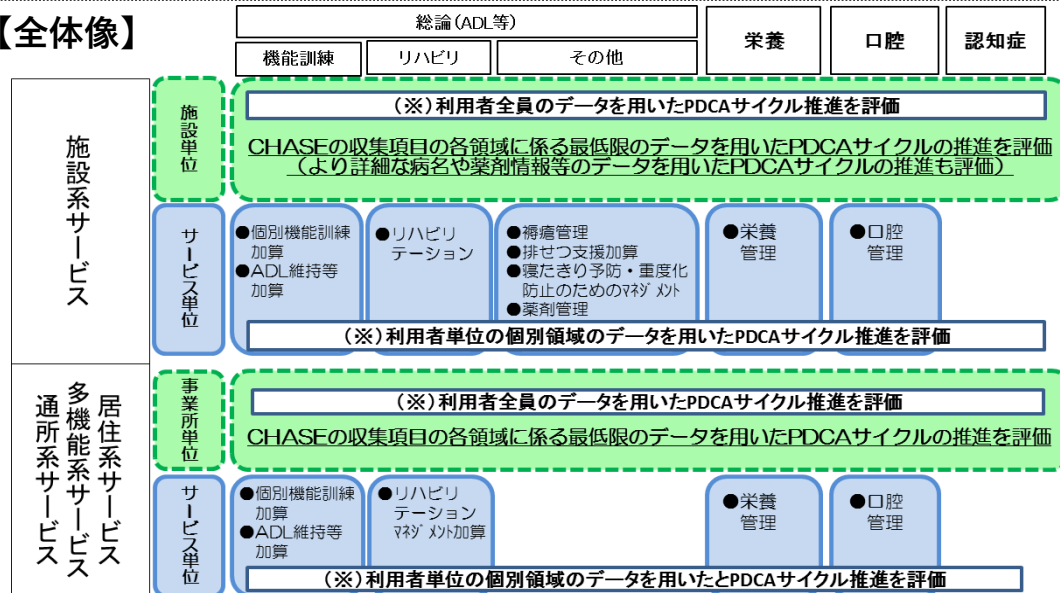 【全体像】
総論(ADL等)
栄養
口腔
認知症
機能訓練
リハビリ
その他
施設系サービス
施設単位
(※)利用者全員のデータを用いたPDCAサイクル推進を評価
CHASEの収集項目の各領域に係る最低限のデータを用いたPDCAサイクルの推進を評価
(より詳細な病名や薬剤情報等のデータを用いたPDCAサイクルの推進も評価)
サービス単位
●個別機能訓練
加算
●ADL維持等
加算
●リハビリ
テーション
●褥瘡管理
●排せつ支援加算
●寝たきり予防・重度化
防止のためのマネジメント
●薬剤管理
●栄養
管理
●口腔
管理
(※)利用者単位の個別領域のデータを用いたPDCAサイクル推進を評価
居住系サービス
多機能系サービス
通所系サービス
事業所単位
(※)利用者全員のデータを用いたPDCAサイクル推進を評価
CHASEの収集項目の各領域に係る最低限のデータを用いたPDCAサイクルの推進を評価
サービス単位
●個別機能訓練
加算
●ADL維持等
加算
●リハビリ
テーション
マネジメント加算
●栄養
管理
●口腔
管理
(※)利用者単位の個別領域のデータを用いたとPDCAサイクル推進を評価